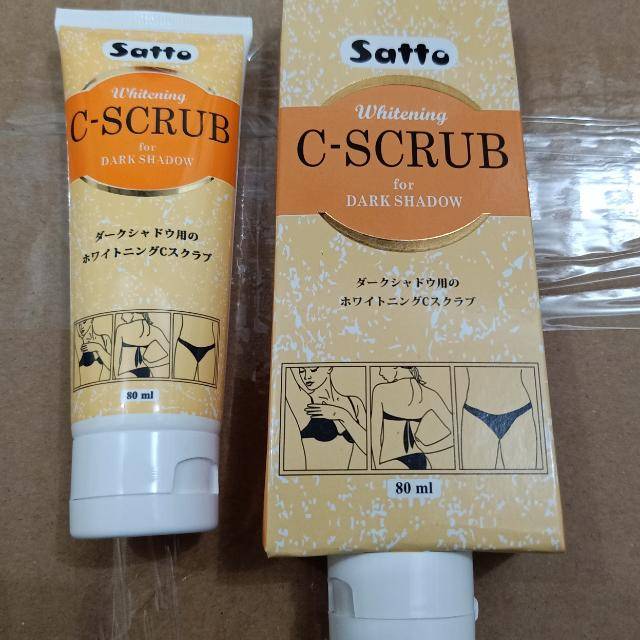 Satto
Whitening
C-SCRUB
for
DARK SHADOW
ダークシャドウ用の
ホワイトニングCスクラブ
80 ml
Satto
Whitening
C-SCRUB
for
DARK SHADOW
ダークシャドウ用の
ホワイトニングCスクラブ
80 ml